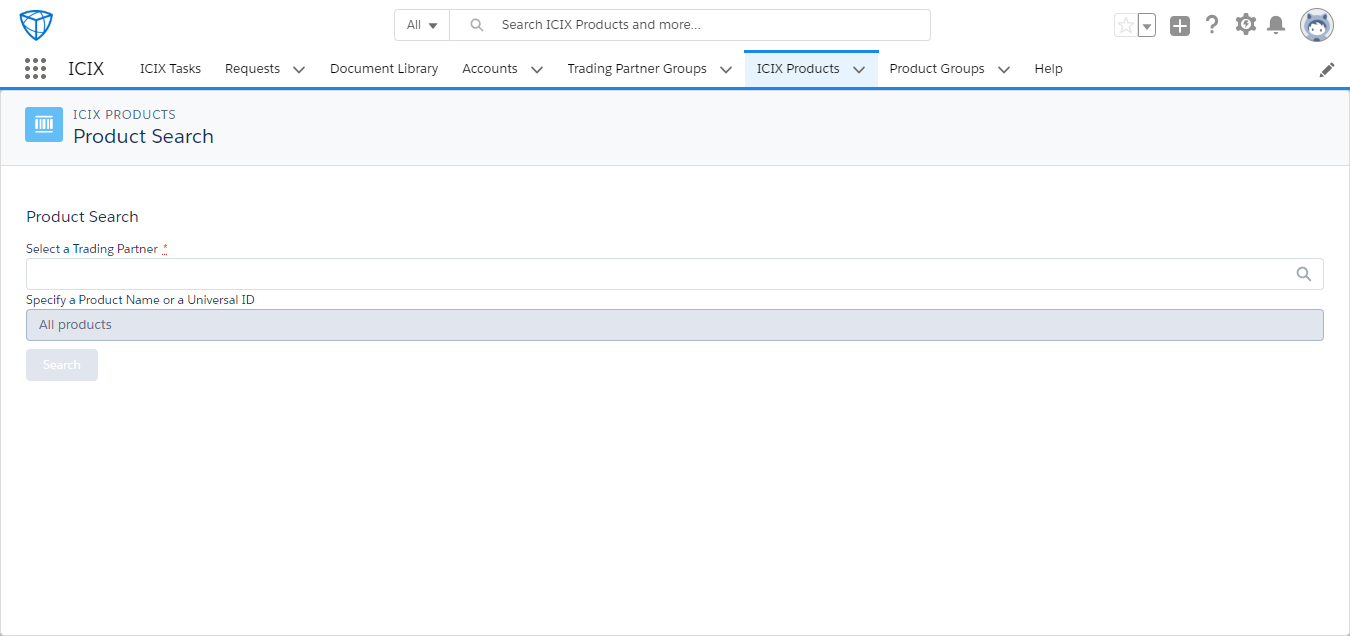 All
Search ICIX Products and more...
ICIX
ICIX Tasks
Requests
Document Library
Accounts
Trading Partner Groups
ICIX Products
Product Groups
Help
ICIX PRODUCTS
Product Search
Product Search
Select a Trading Partner *
Specify a Product Name or a Universal ID
All products
Search